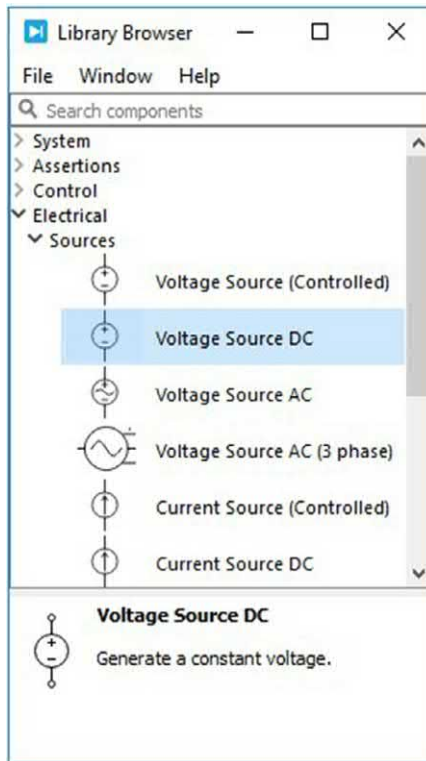 Library Browser
File Window Help
Search components
System
Assertions
Control
Electrical
Sources
Voltage Source (Controlled)
Voltage Source DC
Voltage Source AC
Voltage Source AC (3 phase)
Current Source (Controlled)
Current Source DC
Voltage Source DC
Generate a constant voltage.